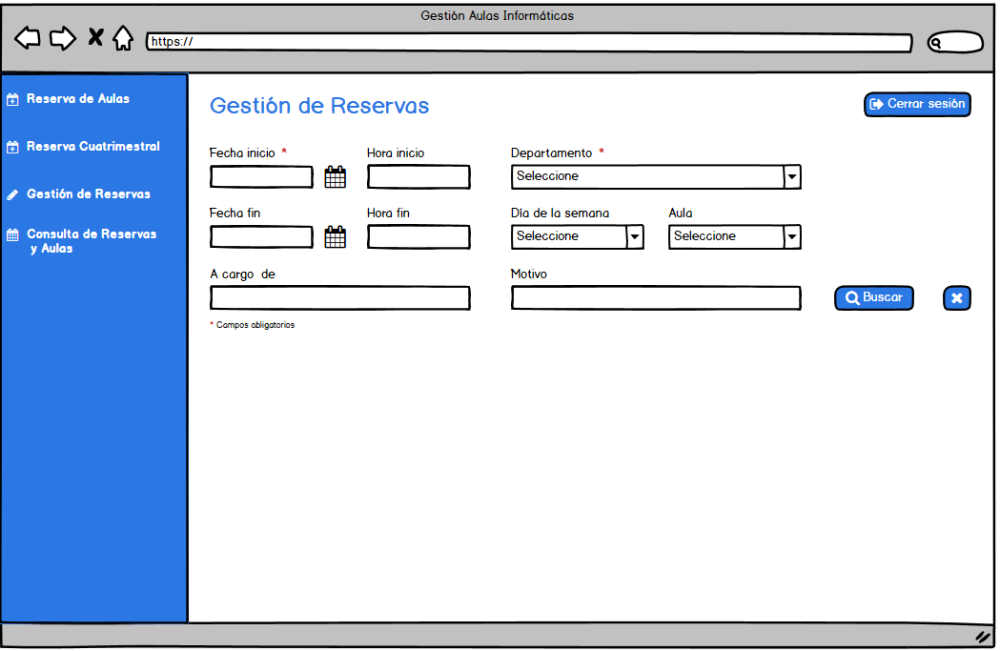 Gestión Aulas Informáticas
https://
Reserva de Aulas
Reserva Cuatrimestral
Gestión de Reservas
Consulta de Reservas
y Aulas
Gestión de Reservas
Cerrar sesión
Fecha inicio *
Hora inicio
Departamento *
Seleccione
Fecha fin
Hora fin
Día de la semana
Aula
Seleccione
Seleccione
A cargo de
Motivo
Buscar
* Campos obligatorios